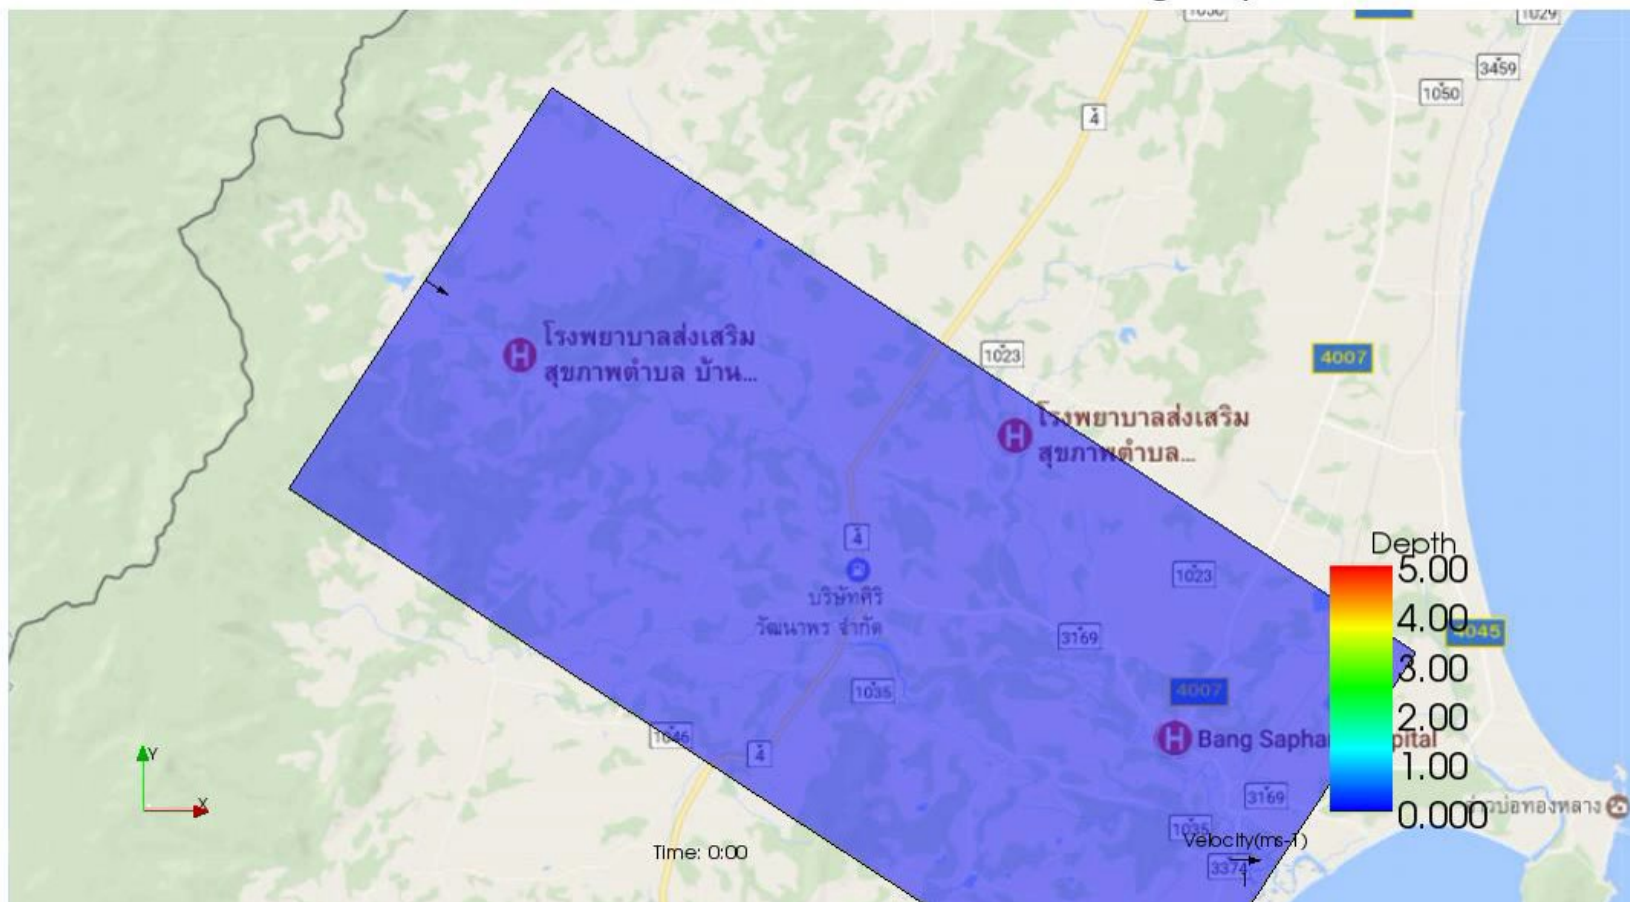 1029
3459
1050
4
1023
4007
โรงพยาบาลส่งเสริม
สุขภาพตำบล บ้าน...
โรงพยาบาลส่งเสริม
สุขภาพตำบล...
4
1023
บริษัทศิริ
วัฒนาพร จำกัด
3169
4045
1035
4007
1046
4
Bang Saphan
3169
1035
3374
Depth
5.00
4.00
3.00
2.00
1.00
0.000
Y
X
Time: 0:00
Velocity(ms-1)
1